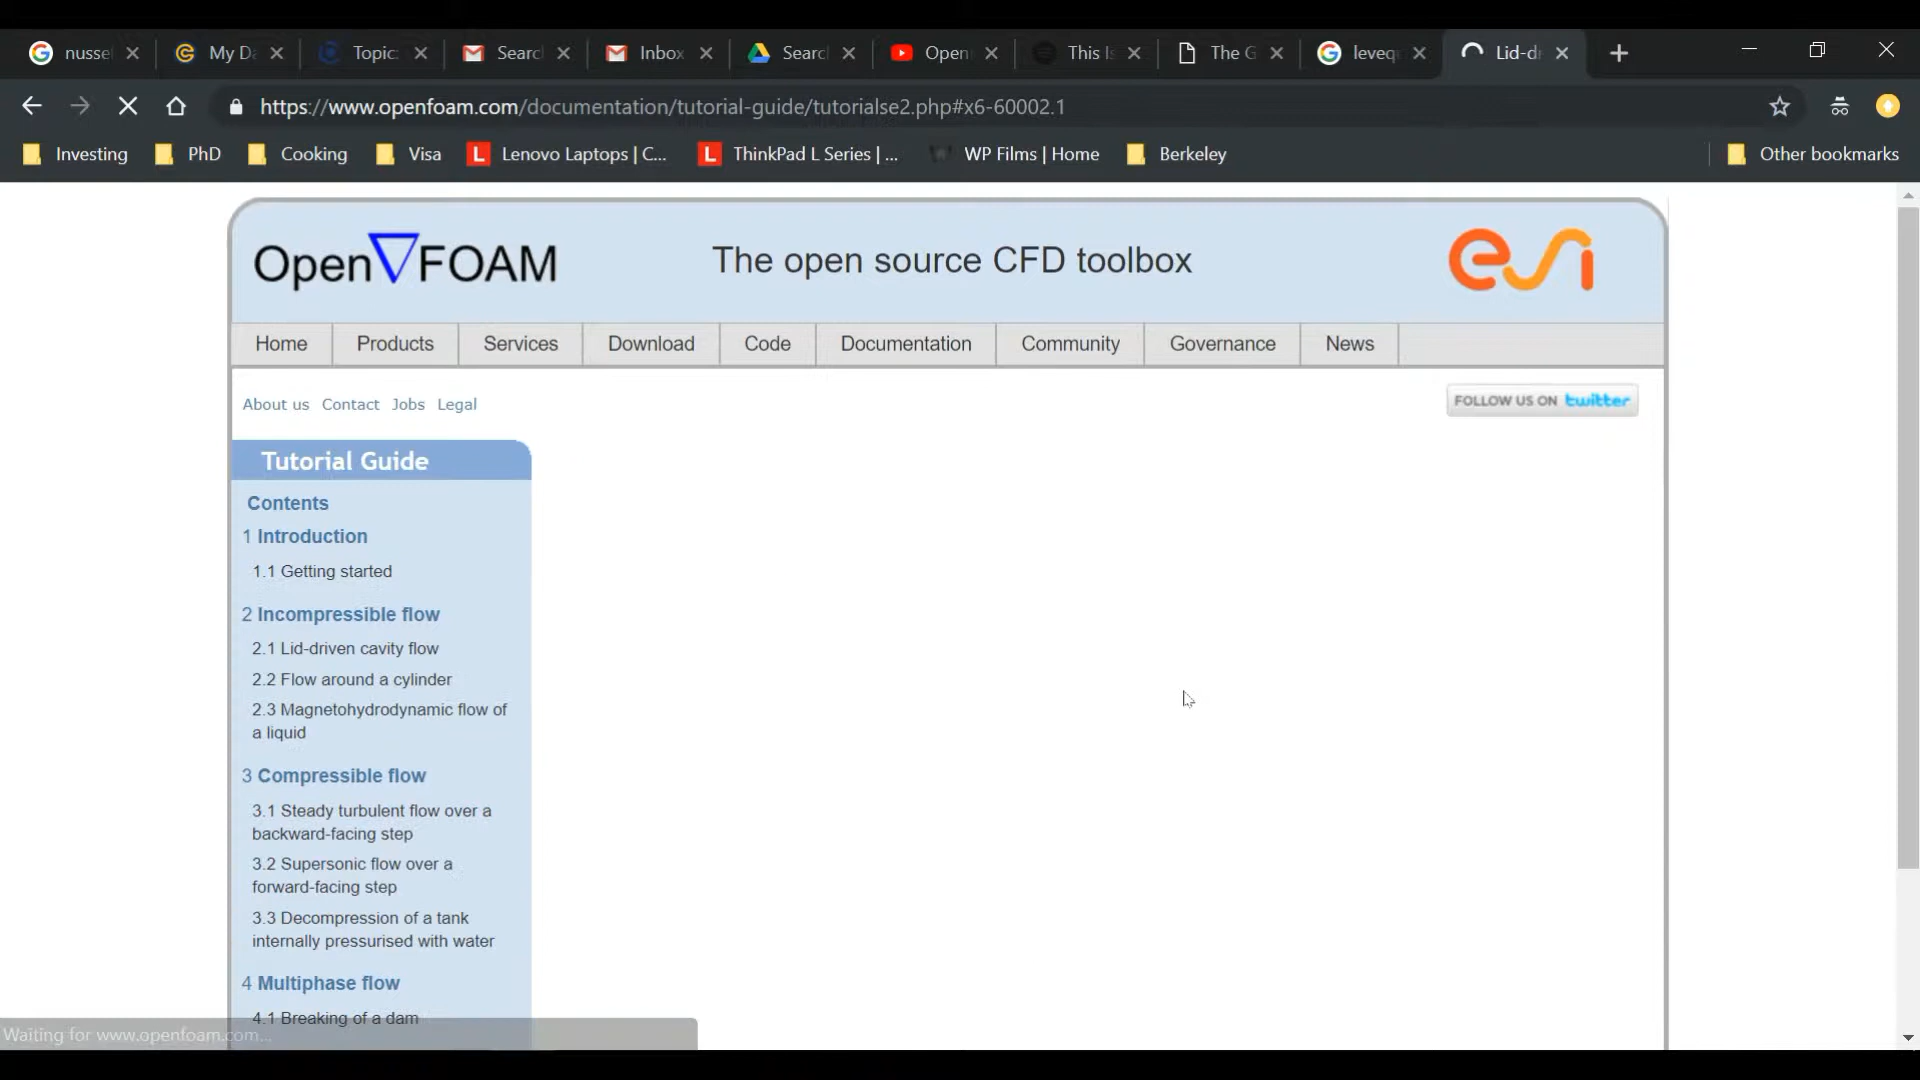 nusse My Da Topic: Searc Inbox Searc Open This Is The G leveq Lid-dr
https://www.openfoam.com/documentation/tutorial-guide/tutorialse2.php#x6-60002.1
Investing PhD Cooking Visa L Lenovo Laptops | C... L ThinkPad L Series | ... WP Films | Home Berkeley Other bookmarks
Open∇FOAM The open source CFD toolbox esi
Home Products Services Download Code Documentation Community Governance News
About us Contact Jobs Legal FOLLOW US ON twitter
Tutorial Guide
Contents
1 Introduction
1.1 Getting started
2 Incompressible flow
2.1 Lid-driven cavity flow
2.2 Flow around a cylinder
2.3 Magnetohydrodynamic flow of
a liquid
3 Compressible flow
3.1 Steady turbulent flow over a
backward-facing step
3.2 Supersonic flow over a
forward-facing step
3.3 Decompression of a tank
internally pressurised with water
4 Multiphase flow
4.1 Breaking of a dam
Waiting for www.openfoam.com...